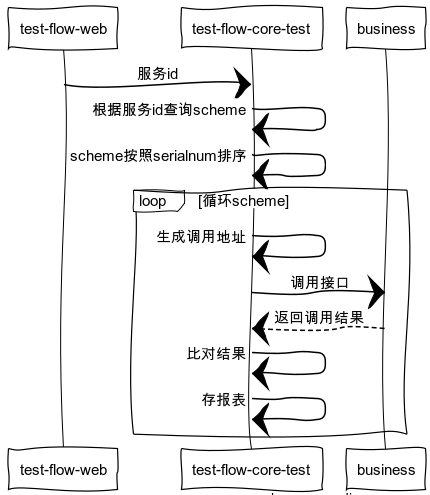 test-flow-web test-flow-core-test business
服务id
根据服务id查询scheme
scheme按照serialnum排序
loop [循环scheme]
生成调用地址
调用接口
返回调用结果
比对结果
存报表
test-flow-web test-flow-core-test business